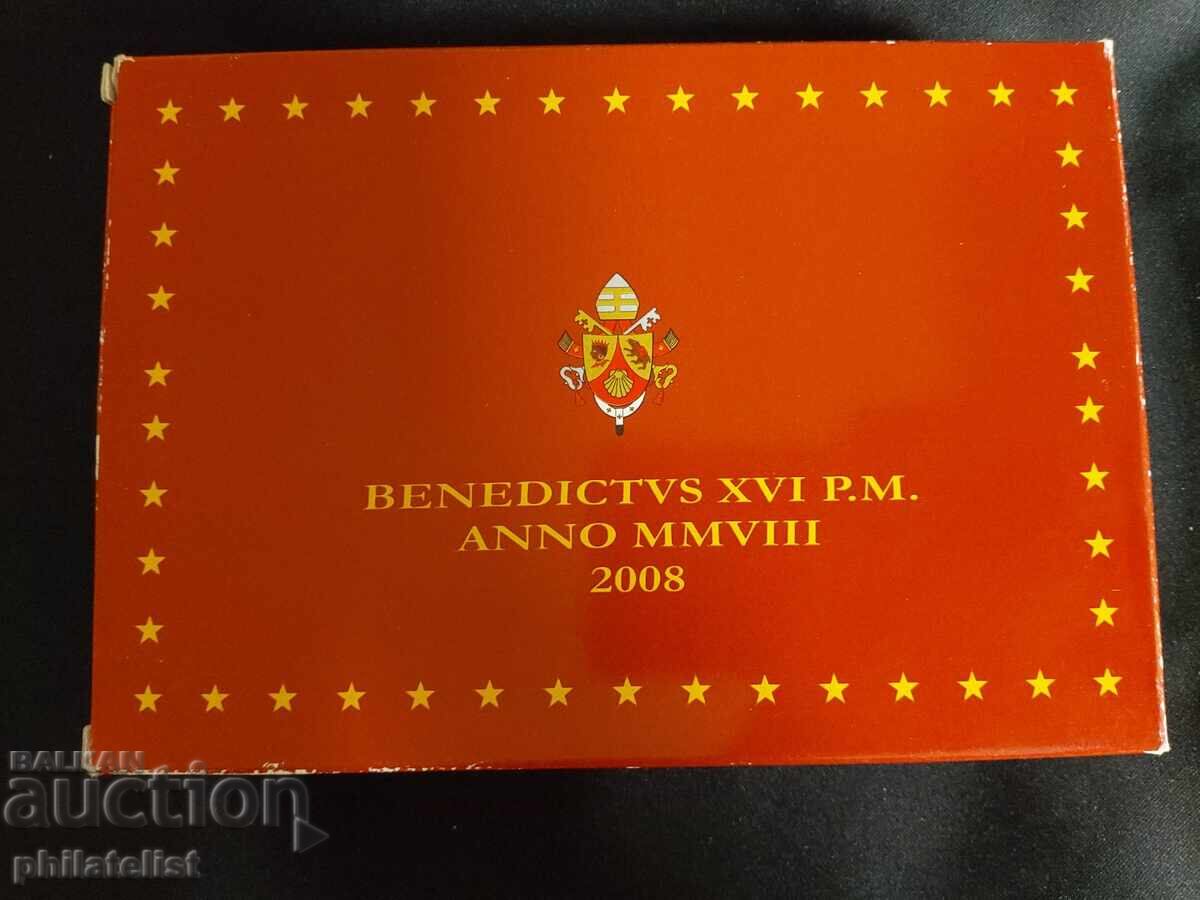 BENEDICTVS XVI P.M.
ANNO MMVIII
2008
BALKAN
auction
philatelist